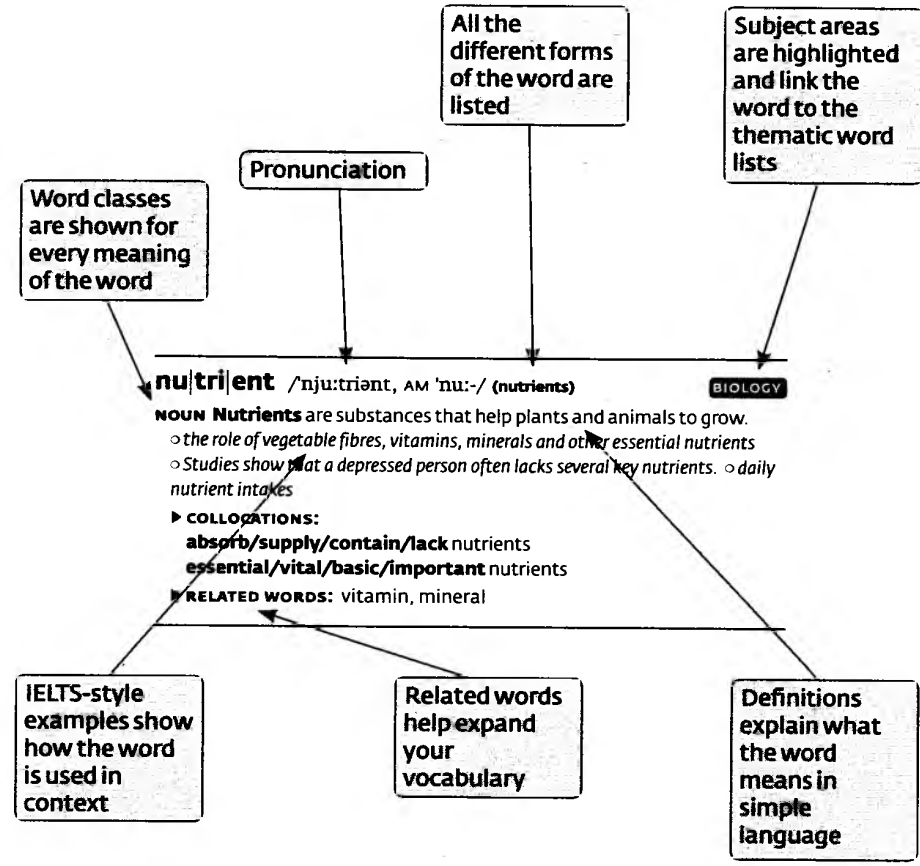 All the
different forms
of the word are
listed
Subject areas
are highlighted
and link the
word to the
thematic word
lists
Pronunciation
Word classes
are shown for
every meaning
of the word
nu|tri|ent /ˈnjuːtriənt, AM ˈnuː-/ (nutrients) BIOLOGY
NOUN Nutrients are substances that help plants and animals to grow.
○ the role of vegetable fibres, vitamins, minerals and other essential nutrients
○ Studies show that a depressed person often lacks several key nutrients. ○ daily
nutrient intakes
▶ COLLOCATIONS:
absorb/supply/contain/lack nutrients
essential/vital/basic/important nutrients
▶ RELATED WORDS: vitamin, mineral
IELTS-style
examples show
how the word
is used in
context
Related words
help expand
your
vocabulary
Definitions
explain what
the word
means in
simple
language